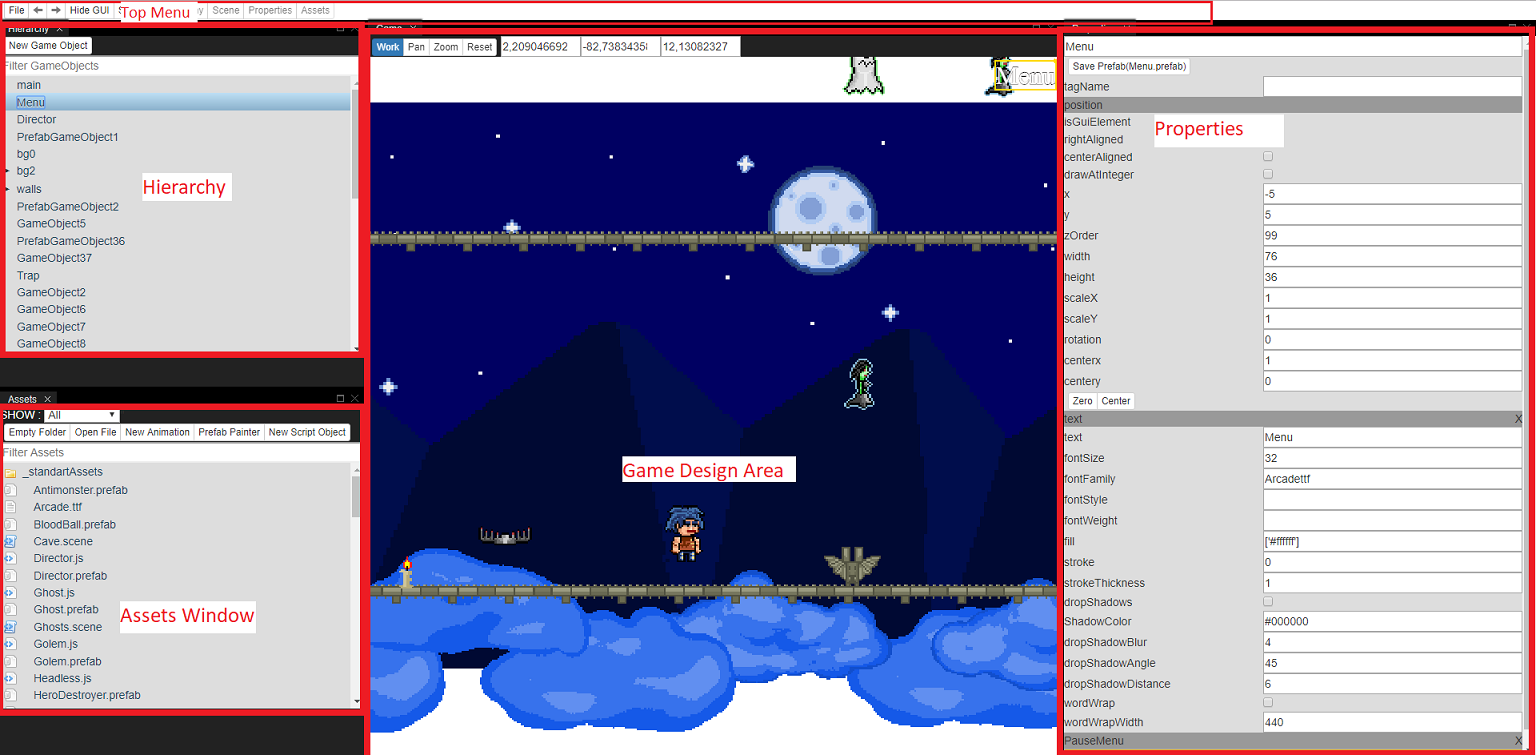 File Hide GUI Top Menu Scene Properties Assets
Hierarchy
New Game Object
Filter GameObjects
main
Menu
Director
PrefabGameObject1
bg0
bg2
walls
PrefabGameObject2
GameObject5
PrefabGameObject36
GameObject37
Trap
GameObject2
GameObject6
GameObject7
GameObject8
Hierarchy
Assets
SHOW : All
Empty Folder Open File New Animation Prefab Painter New Script Object
Filter Assets
_standartAssets
Antimonster.prefab
Arcade.ttf
BloodBall.prefab
Cave.scene
Director.js
Director.prefab
Ghost.js
Ghost.prefab
Ghosts.scene
Golem.js
Golem.prefab
Headless.js
HeroDestroyer.prefab
Assets Window
Game
Work Pan Zoom Reset 2,209046692 -82,7383435 12,13082327
Menu
Game Design Area
Menu
Save Prefab(Menu.prefab)
tagName
position
isGuiElement
rightAligned
centerAligned
drawAtInteger
x -5
y 5
zOrder 99
width 76
height 36
scaleX 1
scaleY 1
rotation 0
centerx 1
centery 0
Zero Center
text X
text Menu
fontSize 32
fontFamily Arcadettf
fontStyle
fontWeight
fill ['#ffffff']
stroke 0
strokeThickness 1
dropShadows
ShadowColor #000000
dropShadowBlur 4
dropShadowAngle 45
dropShadowDistance 6
wordWrap
wordWrapWidth 440
PauseMenu X
Properties